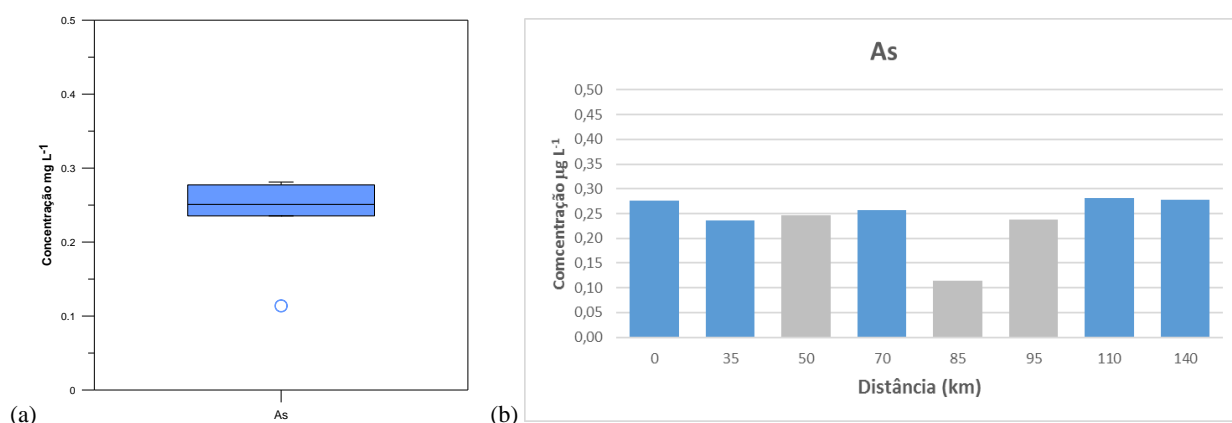 0.5
0.4
0.3
0.2
0.1
0
Concentração mg L-1
As
(a)
As
0,50
0,45
0,40
0,35
0,30
0,25
0,20
0,15
0,10
0,05
0,00
Comcentração µg L-1
0 35 50 70 85 95 110 140
Distância (km)
(b)